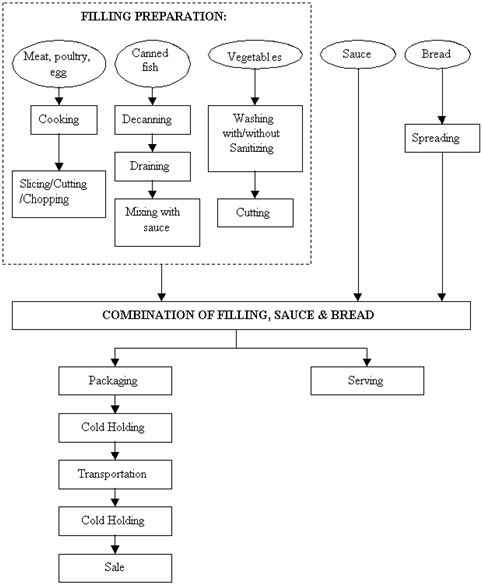 FILLING PREPARATION:
Meat, poultry,
egg
Canned
fish
Vegetables
Sauce
Bread
Cooking
Decanning
Washing
with/without
Sanitizing
Spreading
Draining
Slicing/Cutting
/Chopping
Mixing with
sauce
Cutting
COMBINATION OF FILLING, SAUCE & BREAD
Packaging
Serving
Cold Holding
Transportation
Cold Holding
Sale